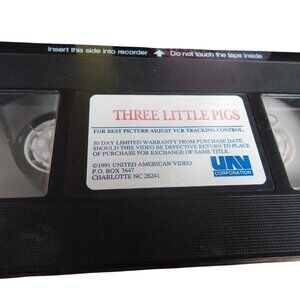 Insert this side into recorder ↑ Do not touch the tape inside
THREE LITTLE PIGS
FOR BEST PICTURE ADJUST VCR TRACKING CONTROL.
30 DAY LIMITED WARRANTY FROM PURCHASE DATE.
SHOULD THIS VIDEO BE DEFECTIVE RETURN TO PLACE
OF PURCHASE FOR EXCHANGE OF SAME TITLE.
©1991 UNITED AMERICAN VIDEO
P.O. BOX 7647
CHARLOTTE NC 28241
UAV
CORPORATION